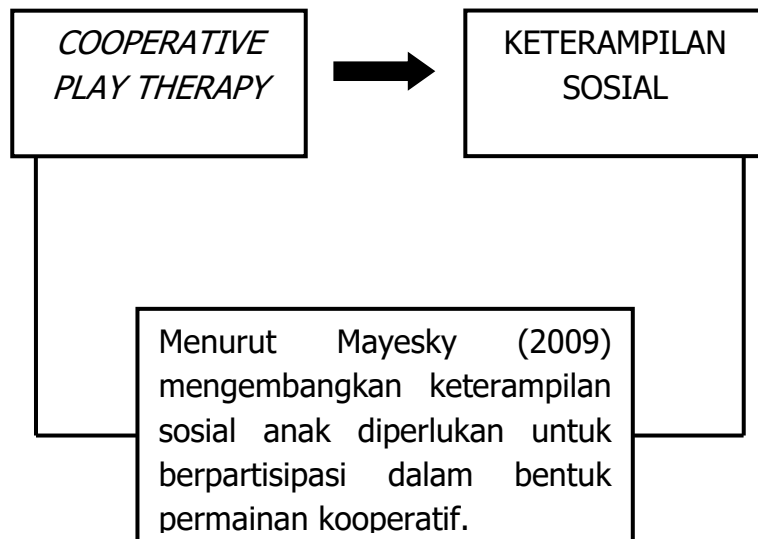 COOPERATIVE
PLAY THERAPY
KETERAMPILAN
SOSIAL
Menurut Mayesky (2009)
mengembangkan keterampilan
sosial anak diperlukan untuk
berpartisipasi dalam bentuk
permainan kooperatif.